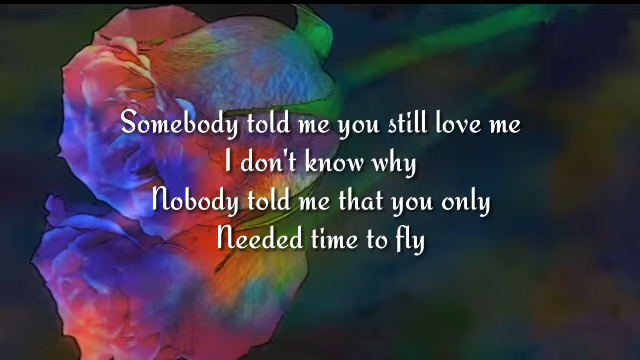 Somebody told me you still love me
I don't know why
Nobody told me that you only
Needed time to fly